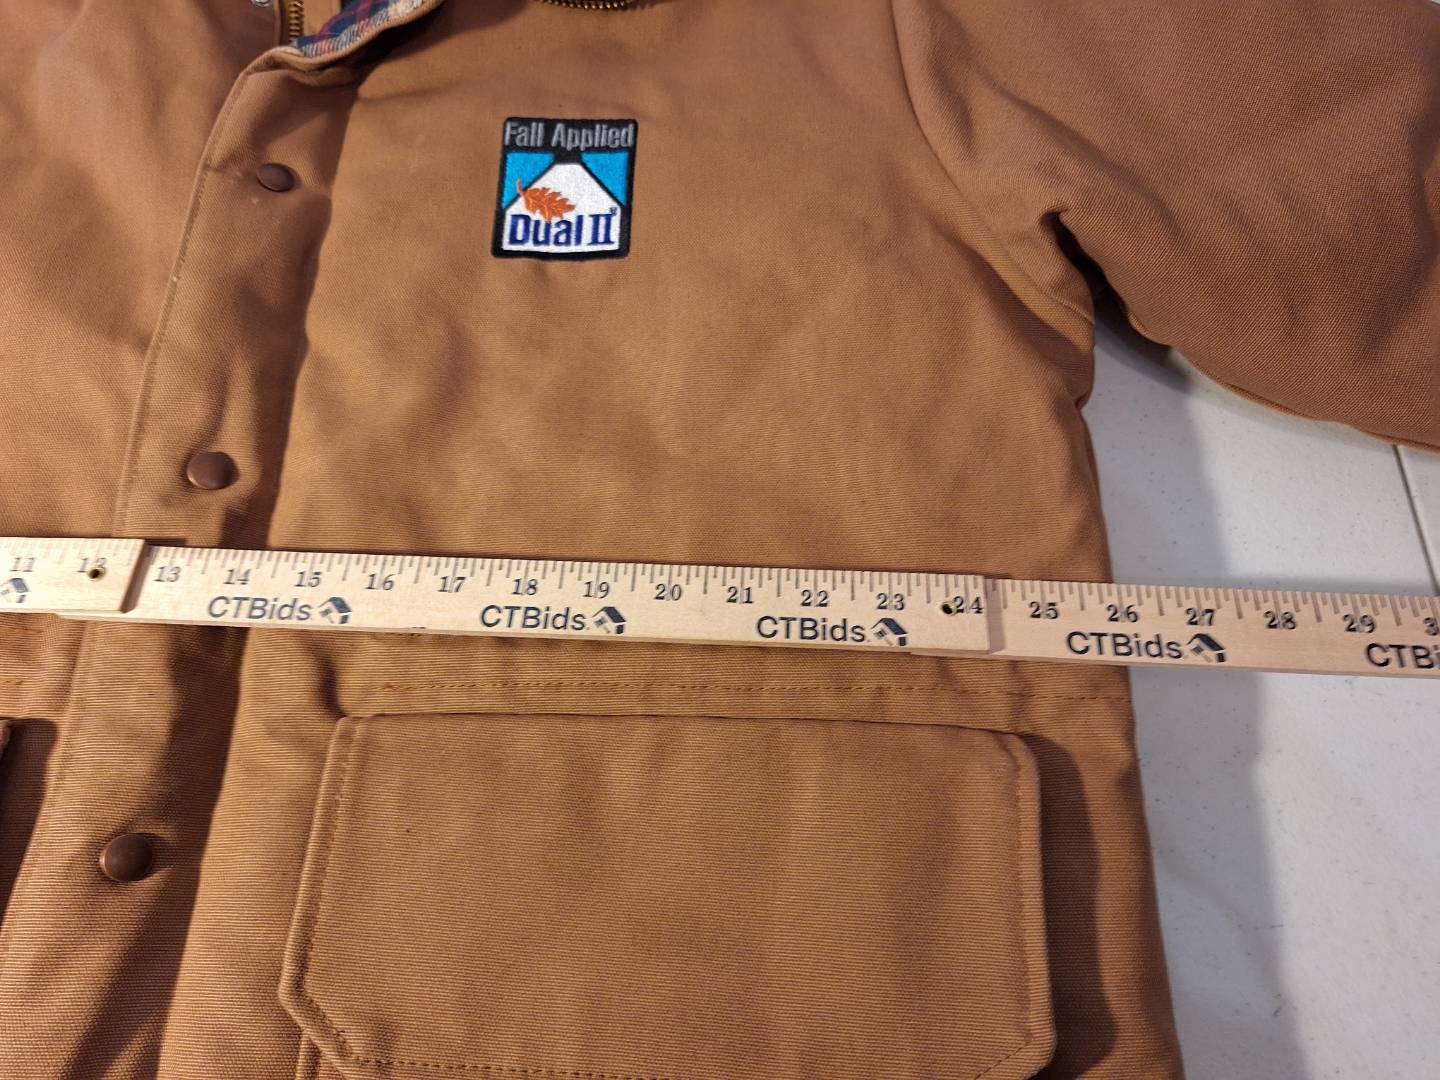 Fall Applied
Dual II
11 12 13 14 15 16 17 18 19 20 21 22 23 24 25 26 27 28 29
CTBids CTBids CTBids CTBids